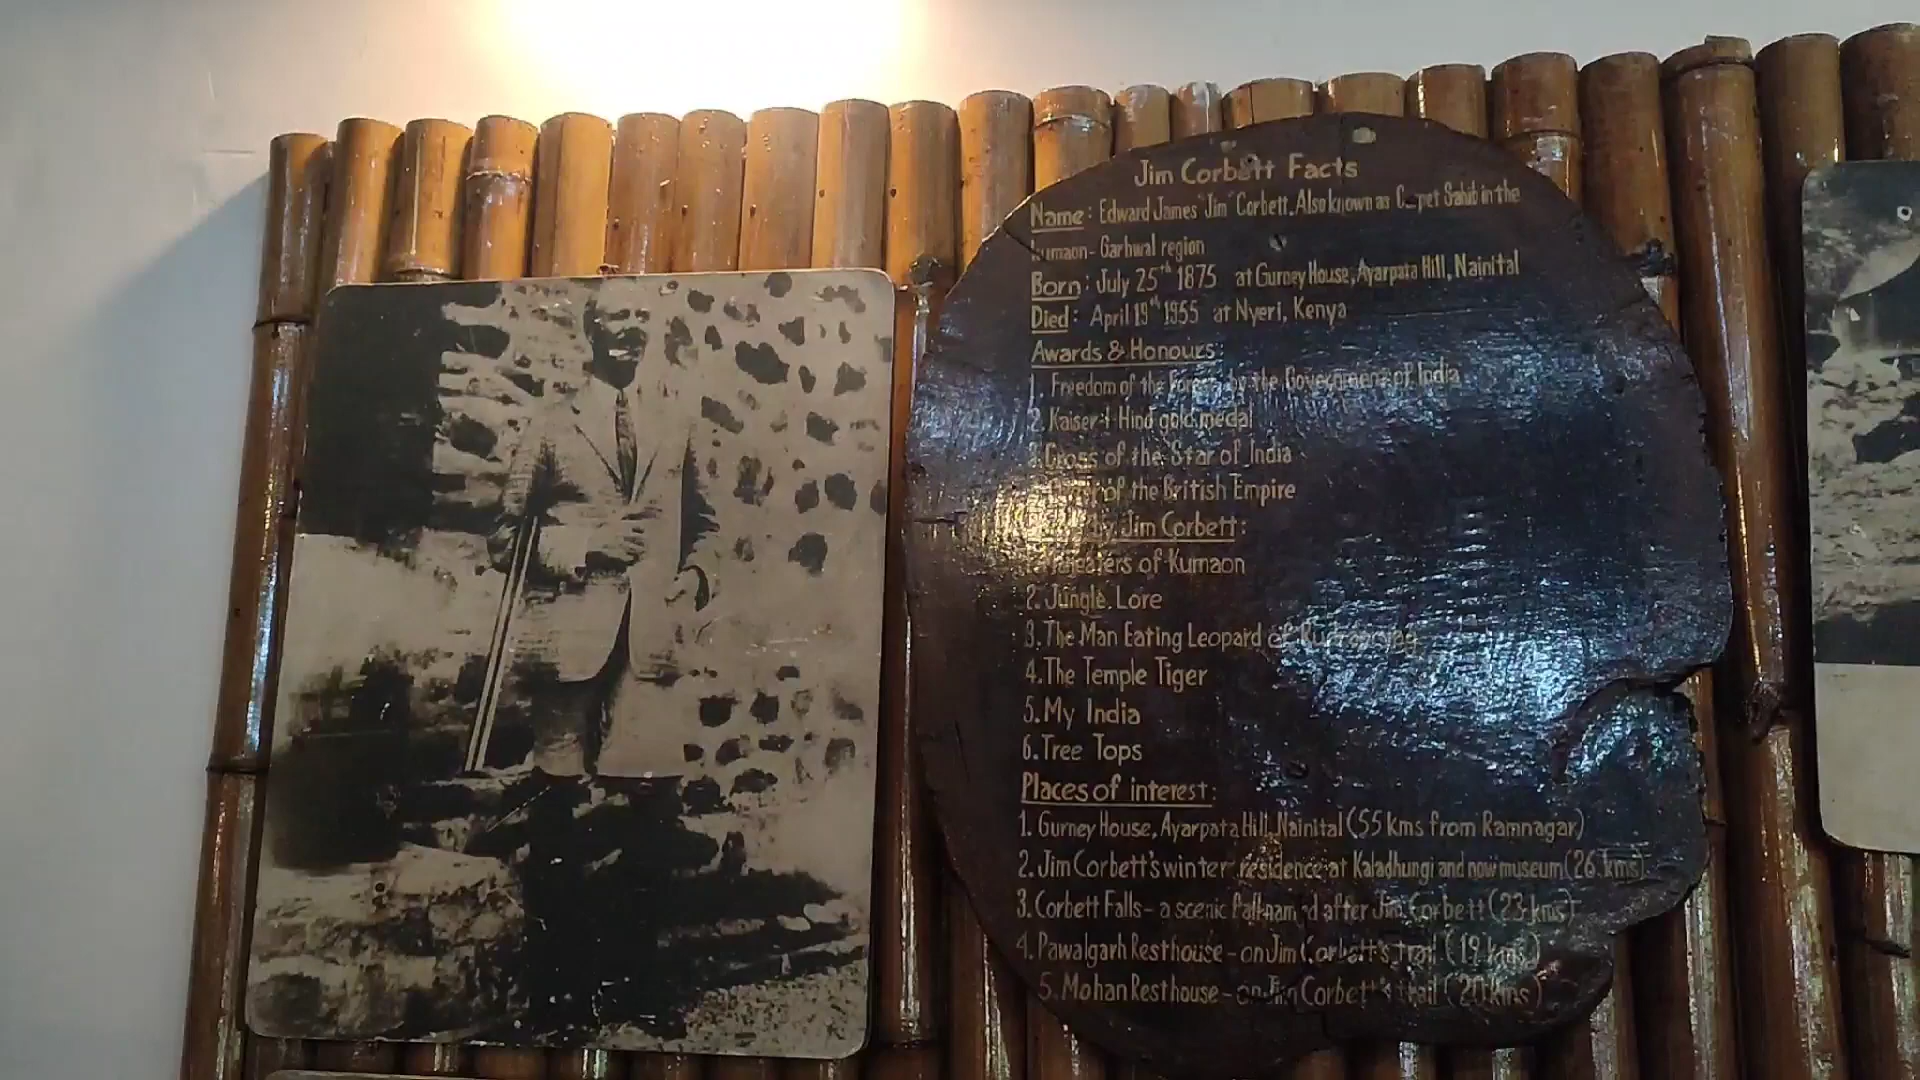 Jim Corbett Facts
Name: Edward James "Jim" Corbett. Also known as Carpet Sahib in the
kumaon - Garhwal region
Born: July 25th 1875 at Gurney House, Ayarpata Hill, Nainital
Died: April 19th 1955 at Nyeri, Kenya
Awards & Honours:
1. Freedom of the Forest by the Government of India
2. Kaiser-i-Hind gold medal
3. Cross of the Star of India
of the British Empire
by Jim Corbett:
Maneaters of Kumaon
2. Jungle Lore
3. The Man Eating Leopard of Rudraprayag
4. The Temple Tiger
5. My India
6. Tree Tops
Places of interest:
1. Gurney House, Ayarpata Hill, Nainital (55 kms from Ramnagar)
2. Jim Corbett's winter residence at Kaladhungi and now museum (26 kms)
3. Corbett Falls - a scenic fall named after Jim Corbett (23 kms)
4. Pawalgarh Resthouse - on Jim Corbett's trail (19 kms)
5. Mohan Resthouse - on Jim Corbett's trail (20 kms)